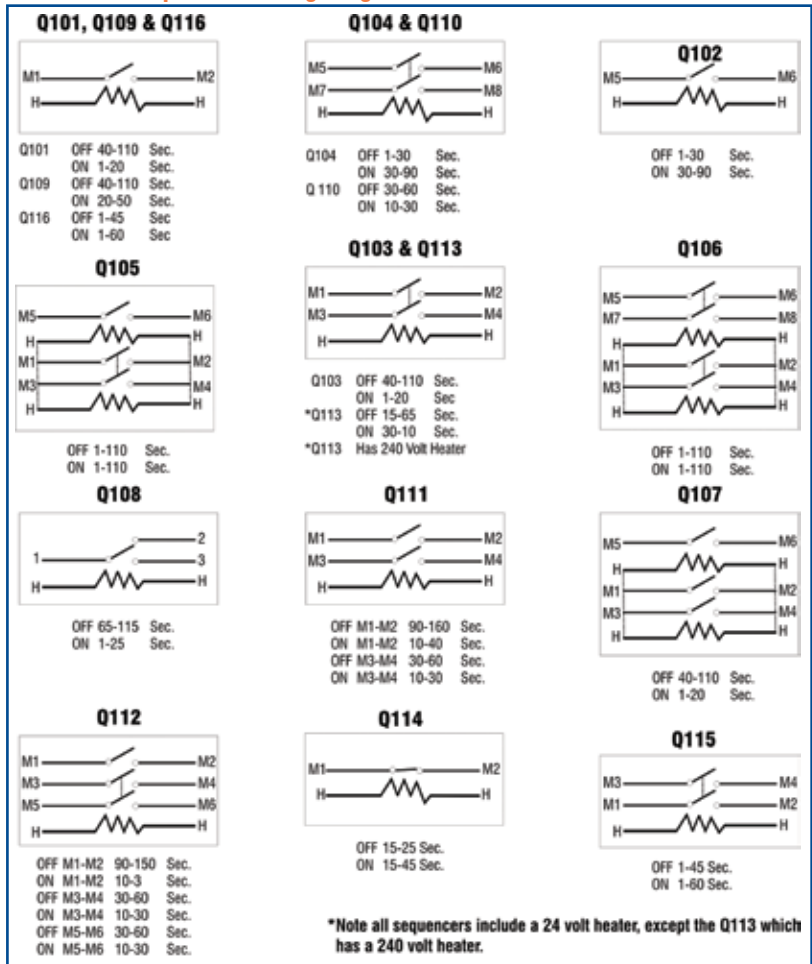 Q101, Q109 & Q116
M1 M2
H H
Q101 OFF 40-110 Sec.
ON 1-20 Sec.
Q109 OFF 40-110 Sec.
ON 20-50 Sec.
Q116 OFF 1-45 Sec
ON 1-60 Sec
Q104 & Q110
M5 M6
M7 M8
H H
Q104 OFF 1-30 Sec.
ON 30-90 Sec.
Q 110 OFF 30-60 Sec.
ON 10-30 Sec.
Q102
M5 M6
H H
OFF 1-30 Sec.
ON 30-90 Sec.
Q105
M5 M6
H H
M1 M2
M3 M4
H H
OFF 1-110 Sec.
ON 1-110 Sec.
Q103 & Q113
M1 M2
M3 M4
H H
Q103 OFF 40-110 Sec.
ON 1-20 Sec
*Q113 OFF 15-65 Sec.
ON 30-10 Sec.
*Q113 Has 240 Volt Heater
Q106
M5 M6
M7 M8
H H
M1 M2
M3 M4
H H
OFF 1-110 Sec.
ON 1-110 Sec.
Q108
1 2
3
H H
OFF 65-115 Sec.
ON 1-25 Sec.
Q111
M1 M2
M3 M4
H H
OFF M1-M2 90-160 Sec.
ON M1-M2 10-40 Sec.
OFF M3-M4 30-60 Sec.
ON M3-M4 10-30 Sec.
Q107
M5 M6
H H
M1 M2
M3 M4
H H
OFF 40-110 Sec.
ON 1-20 Sec.
Q112
M1 M2
M3 M4
M5 M6
H H
OFF M1-M2 90-150 Sec.
ON M1-M2 10-3 Sec.
OFF M3-M4 30-60 Sec.
ON M3-M4 10-30 Sec.
OFF M5-M6 30-60 Sec.
ON M5-M6 10-30 Sec.
Q114
M1 M2
H H
OFF 15-25 Sec.
ON 15-45 Sec.
Q115
M3 M4
M1 M2
H H
OFF 1-45 Sec.
ON 1-60 Sec.
*Note all sequencers include a 24 volt heater, except the Q113 which
has a 240 volt heater.